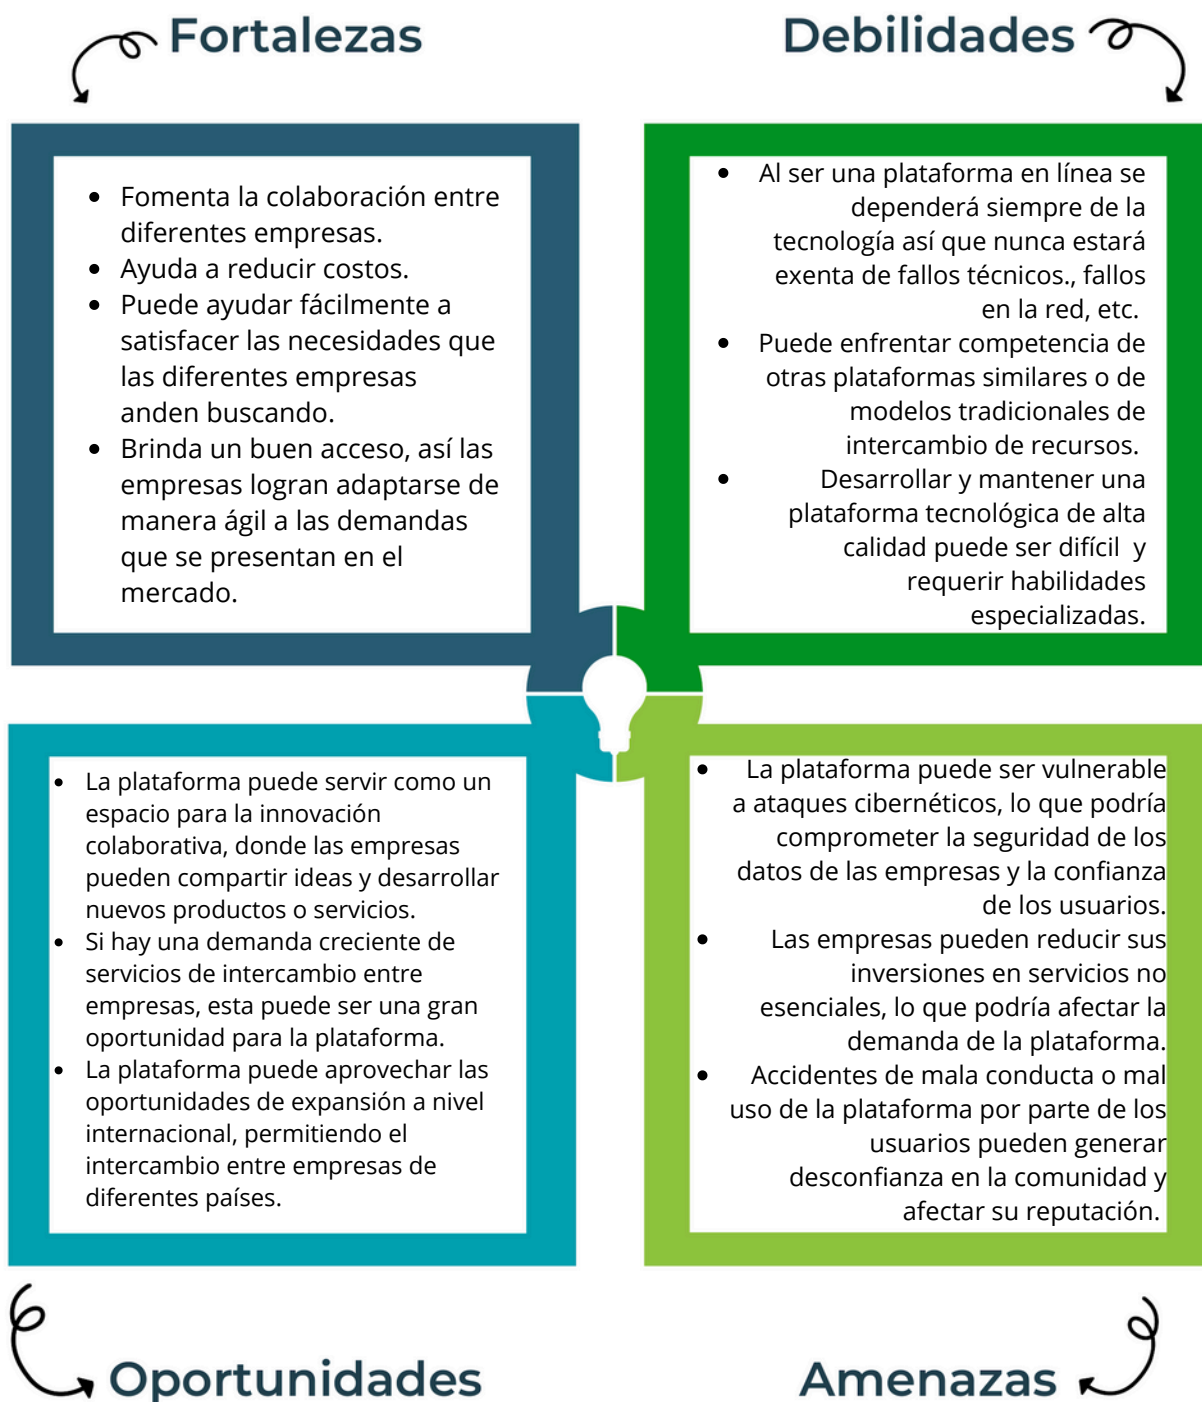 Fortalezas
• Fomenta la colaboración entre
diferentes empresas.
• Ayuda a reducir costos.
• Puede ayudar fácilmente a
satisfacer las necesidades que
las diferentes empresas
anden buscando.
• Brinda un buen acceso, así las
empresas logran adaptarse de
manera ágil a las demandas
que se presentan en el
mercado.
Debilidades
• Al ser una plataforma en línea se
dependerá siempre de la
tecnología así que nunca estará
exenta de fallos técnicos., fallos
en la red, etc.
• Puede enfrentar competencia de
otras plataformas similares o de
modelos tradicionales de
intercambio de recursos.
• Desarrollar y mantener una
plataforma tecnológica de alta
calidad puede ser difícil y
requerir habilidades
especializadas.
• La plataforma puede servir como un
espacio para la innovación
colaborativa, donde las empresas
pueden compartir ideas y desarrollar
nuevos productos o servicios.
• Si hay una demanda creciente de
servicios de intercambio entre
empresas, esta puede ser una gran
oportunidad para la plataforma.
• La plataforma puede aprovechar las
oportunidades de expansión a nivel
internacional, permitiendo el
intercambio entre empresas de
diferentes países.
Oportunidades
• La plataforma puede ser vulnerable
a ataques cibernéticos, lo que podría
comprometer la seguridad de los
datos de las empresas y la confianza
de los usuarios.
• Las empresas pueden reducir sus
inversiones en servicios no
esenciales, lo que podría afectar la
demanda de la plataforma.
• Accidentes de mala conducta o mal
uso de la plataforma por parte de los
usuarios pueden generar
desconfianza en la comunidad y
afectar su reputación.
Amenazas